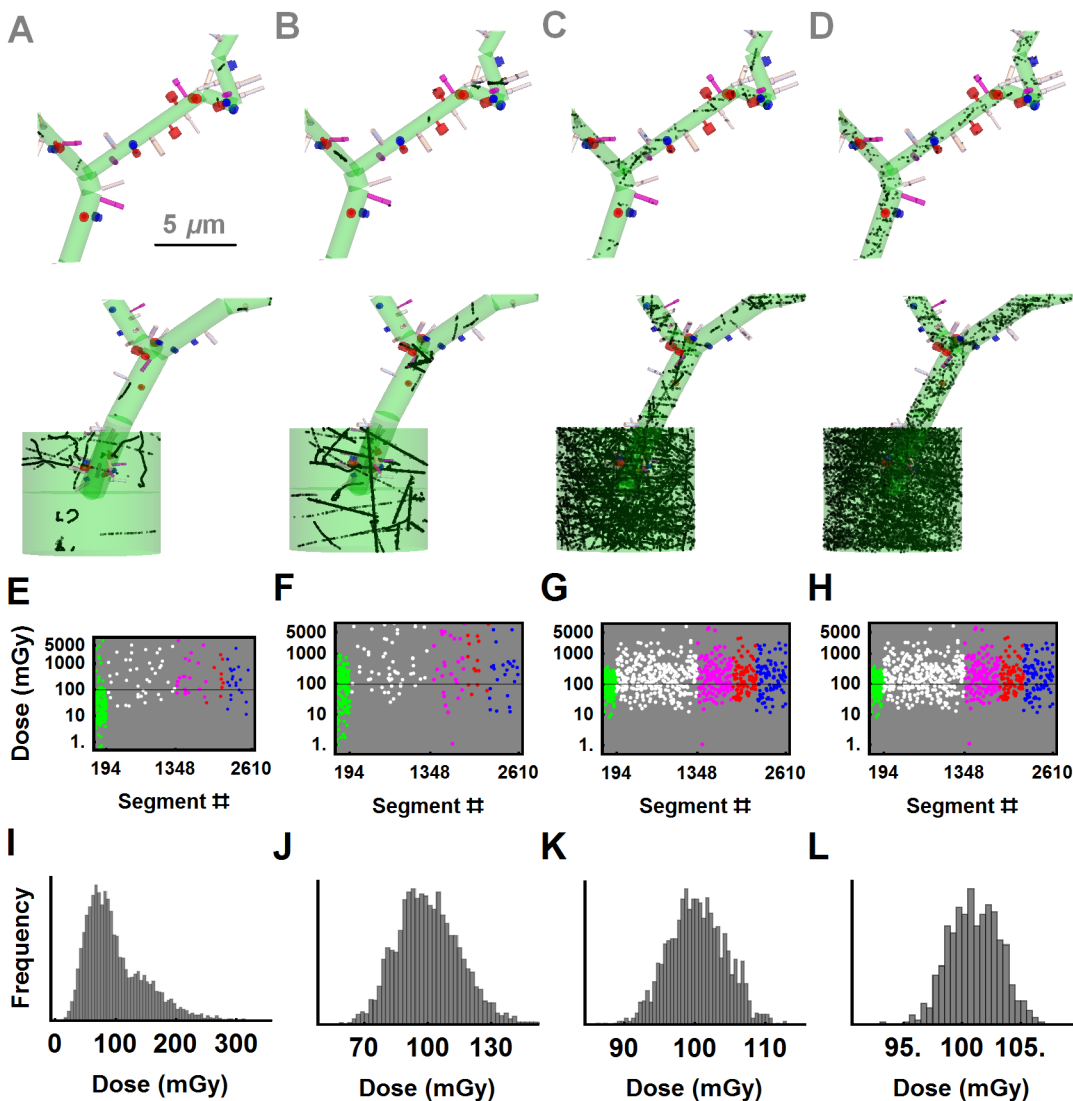 A B C D
5 µm
E F G H
Dose (mGy)
5000 5000 5000 5000
1000 1000 1000 1000
100 100 100 100
10 10 10 10
1. 1. 1. 1.
194 1348 2610 194 1348 2610 194 1348 2610 194 1348 2610
Segment # Segment # Segment # Segment #
I J K L
Frequency
0 100 200 300 70 100 130 90 100 110 95. 100 105.
Dose (mGy) Dose (mGy) Dose (mGy) Dose (mGy)